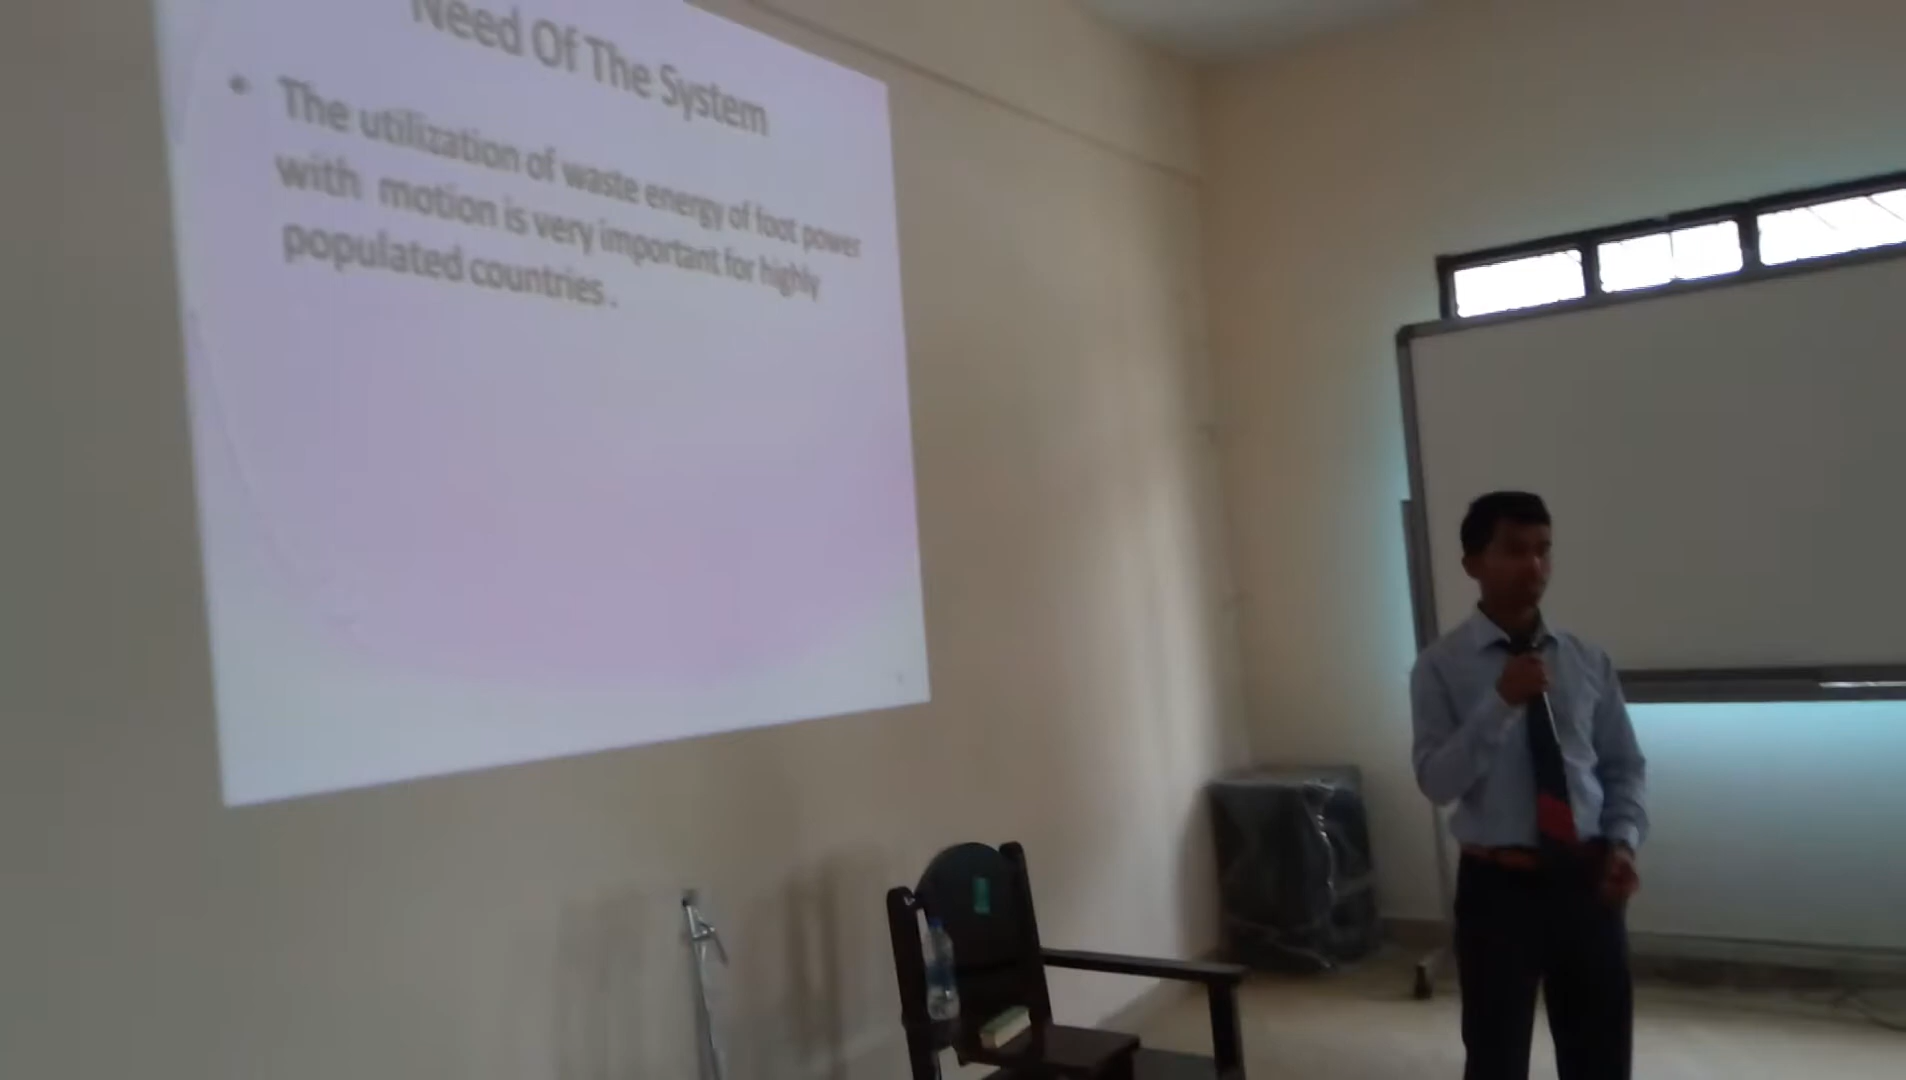 Need Of The System
• The utilization of waste energy of foot power
with motion is very important for highly
populated countries .